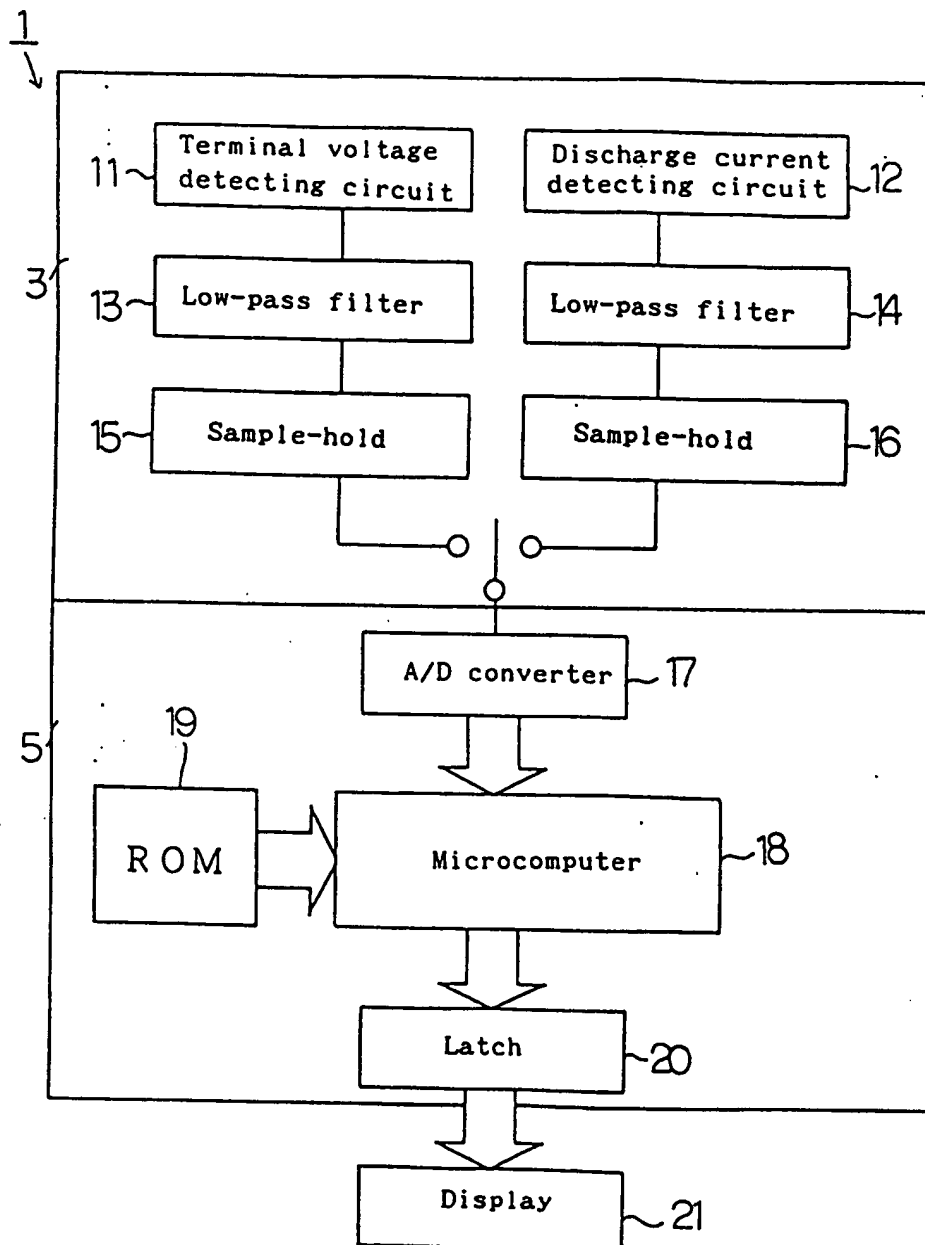 1
Terminal voltage
detecting circuit
11
Discharge current
detecting circuit
12
3
13
Low-pass filter
Low-pass filter
14
15
Sample-hold
Sample-hold
16
A/D converter
17
5
19
ROM
Microcomputer
18
Latch
20
Display
21